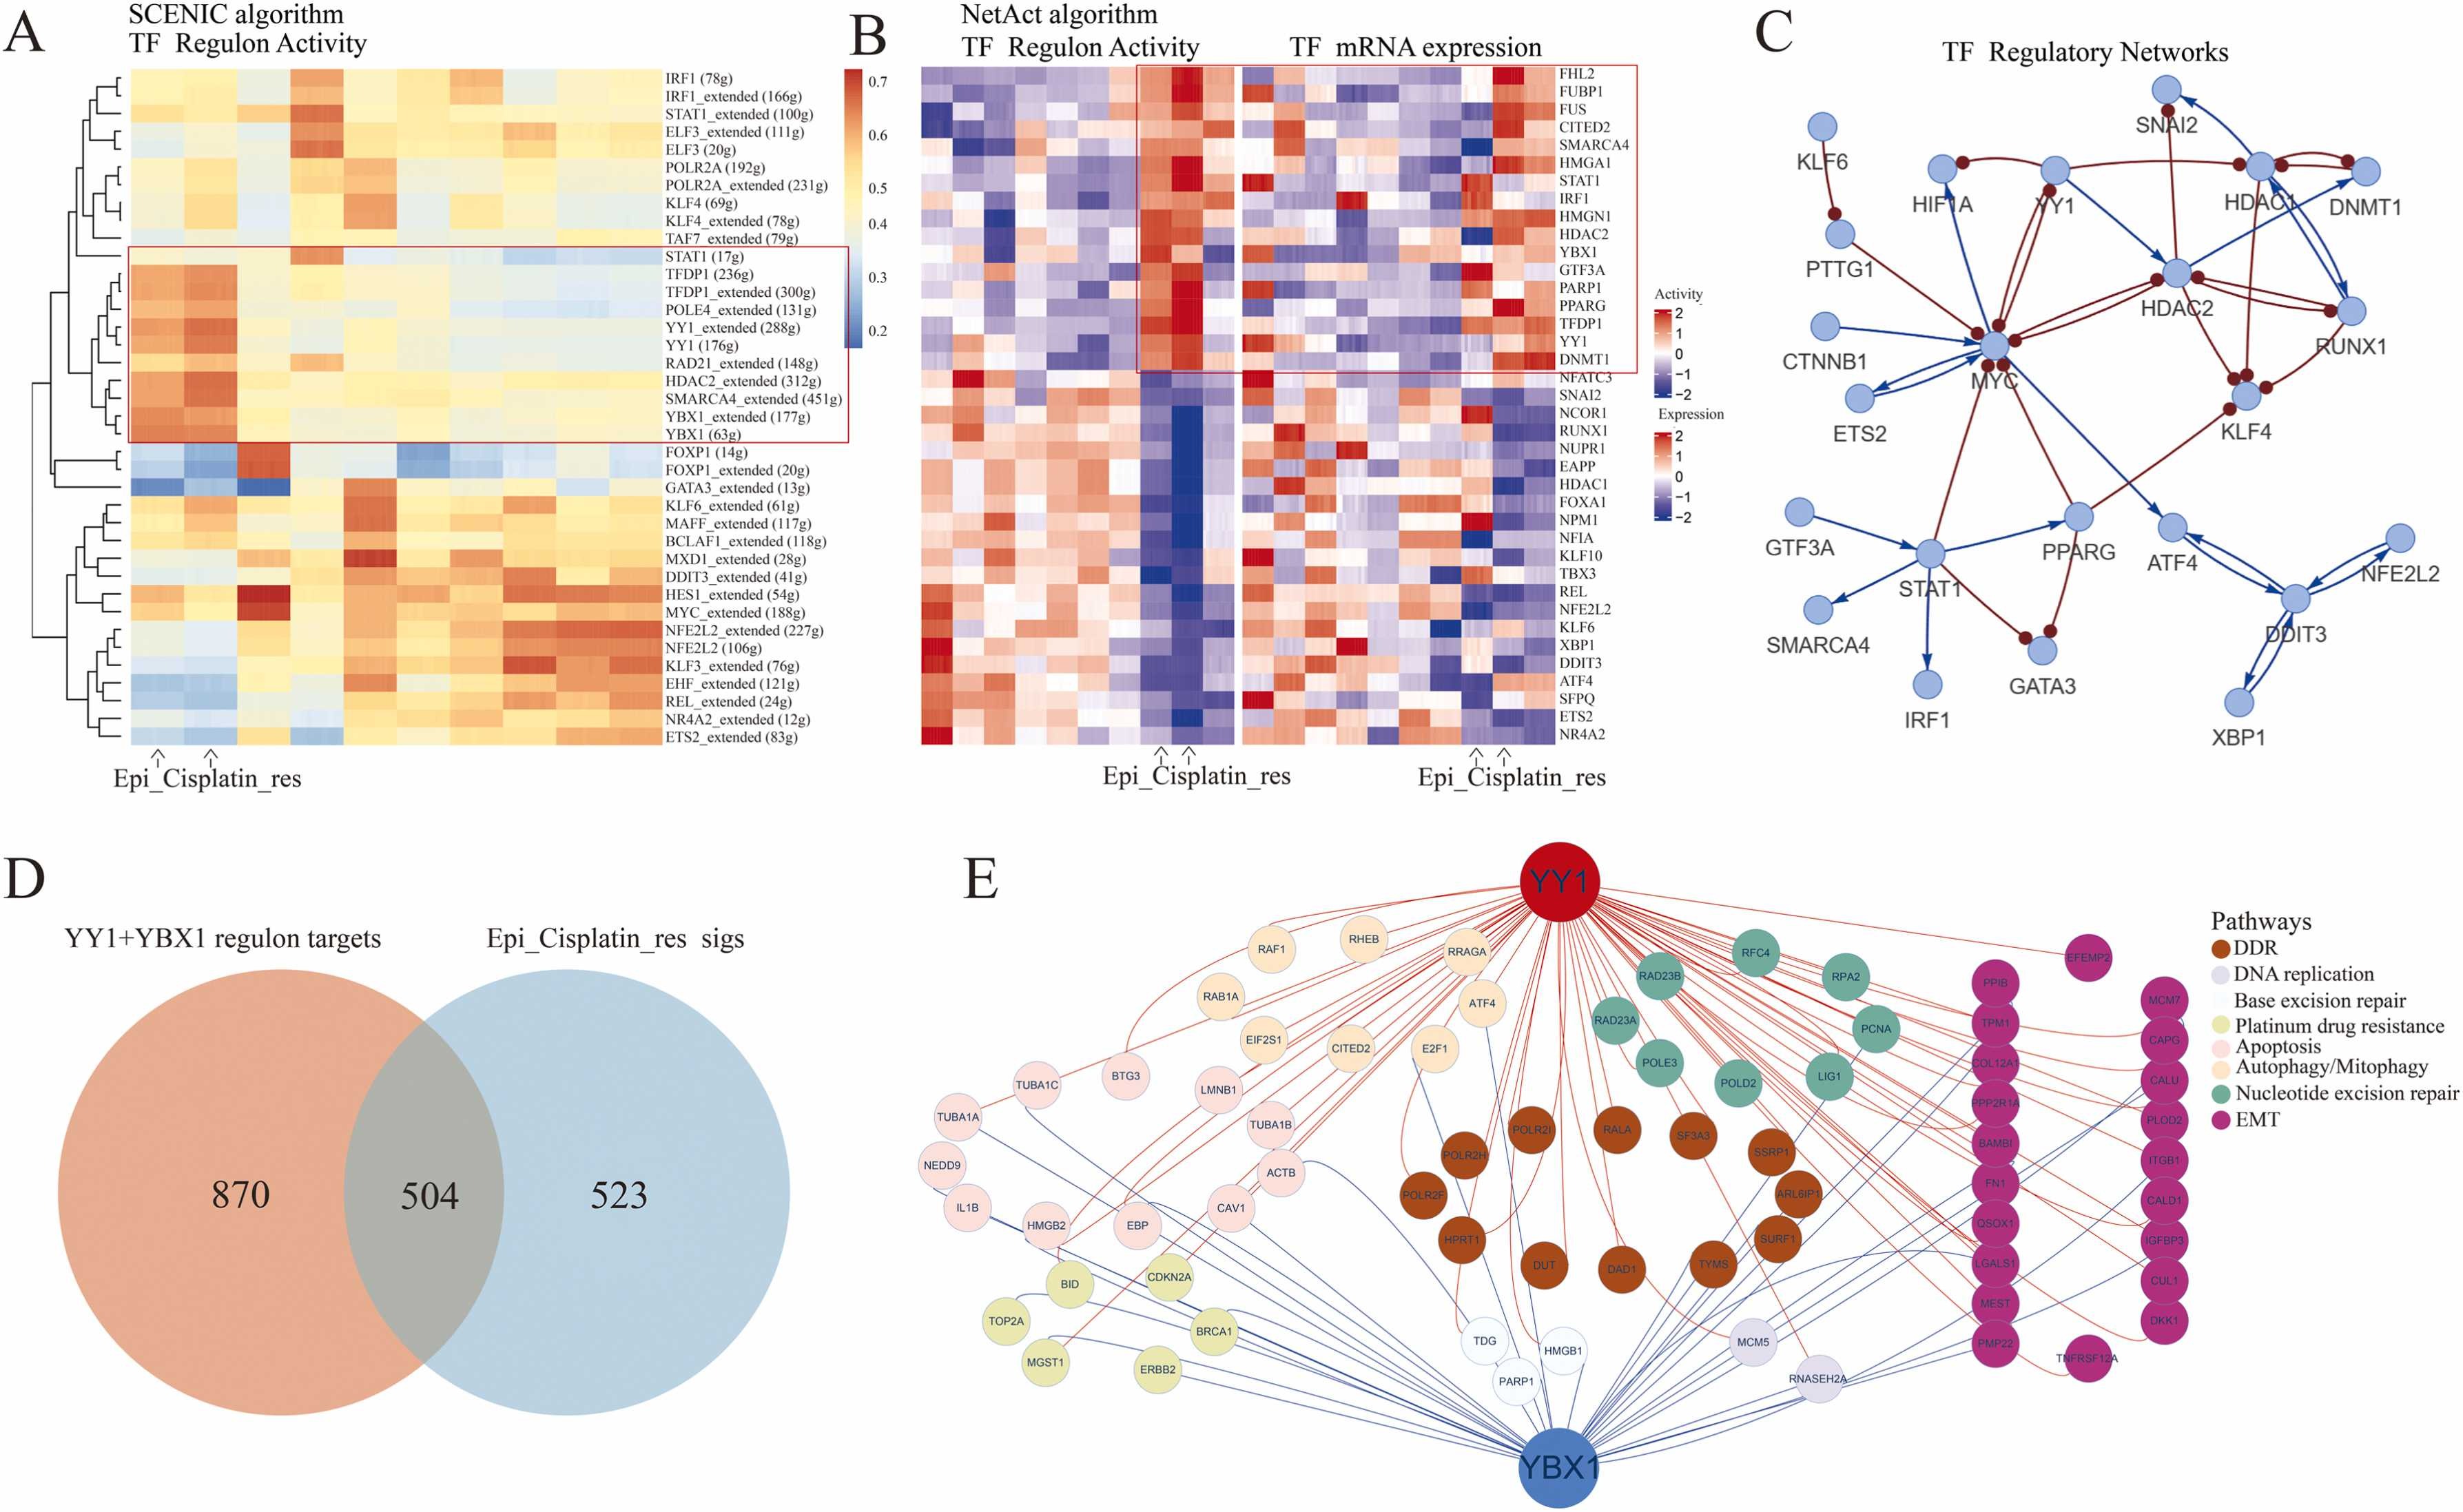 A
SCENIC algorithm
TF Regulon Activity
IRF1 (78g)
IRF1_extended (166g)
STAT1_extended (100g)
ELF3_extended (111g)
ELF3 (20g)
POLR2A (192g)
POLR2A_extended (231g)
KLF4 (69g)
KLF4_extended (78g)
TAF7_extended (79g)
STAT1 (17g)
TFDP1 (236g)
TFDP1_extended (300g)
POLE4_extended (131g)
YY1_extended (288g)
YY1 (176g)
RAD21_extended (148g)
HDAC2_extended (312g)
SMARCA4_extended (451g)
YBX1_extended (177g)
YBX1 (63g)
FOXP1 (14g)
FOXP1_extended (20g)
GATA3_extended (13g)
KLF6_extended (61g)
MAFF_extended (117g)
BCLAF1_extended (118g)
MXD1_extended (28g)
DDIT3_extended (41g)
HES1_extended (54g)
MYC_extended (188g)
NFE2L2_extended (227g)
NFE2L2 (106g)
KLF3_extended (76g)
EHF_extended (121g)
REL_extended (24g)
NR4A2_extended (12g)
ETS2_extended (83g)
0.7
0.6
0.5
0.4
0.3
0.2
Epi_Cisplatin_res
B
NetAct algorithm
TF Regulon Activity
TF mRNA expression
FHL2
FUBP1
FUS
CITED2
SMARCA4
HMGA1
STAT1
IRF1
HMGN1
HDAC2
YBX1
GTF3A
PARP1
PPARG
TFDP1
YY1
DNMT1
NFATC3
SNAI2
NCOR1
RUNX1
NUPR1
EAPP
HDAC1
FOXA1
NPM1
NFIA
KLF10
TBX3
REL
NFE2L2
KLF6
XBP1
DDIT3
ATF4
SFPQ
ETS2
NR4A2
Activity
2
1
0
−1
−2
Expression
2
1
0
−1
−2
Epi_Cisplatin_res
Epi_Cisplatin_res
C
TF Regulatory Networks
SNAI2
KLF6
HIF1A
YY1
HDAC1
DNMT1
PTTG1
HDAC2
CTNNB1
RUNX1
MYC
ETS2
KLF4
GTF3A
PPARG
ATF4
NFE2L2
STAT1
SMARCA4
DDIT3
GATA3
IRF1
XBP1
D
YY1+YBX1 regulon targets
Epi_Cisplatin_res sigs
870
504
523
E
YY1
RAF1
RHEB
RRAGA
RAB1A
ATF4
EIF2S1
CITED2
E2F1
RAD23B
RFC4
RPA2
RAD23A
PCNA
POLE3
POLD2
LIG1
TUBA1C
BTG3
LMNB1
TUBA1A
TUBA1B
NEDD9
ACTB
IL1B
HMGB2
EBP
CAV1
POLR2I
RALA
SF3A3
POLR2H
SSRP1
POLR2F
ARL6IP1
HPRT1
SURF1
DUT
DAD1
TYMS
BID
CDKN2A
TOP2A
BRCA1
MGST1
ERBB2
TDG
HMGB1
PARP1
MCM5
RNASEH2A
EFEMP2
PPIB
TPM1
COL12A1
PPP2R1A
BAMBI
FN1
QSOX1
LGALS1
MEST
PMP22
MCM7
CAPG
CALU
PLOD2
ITGB1
CALD1
IGFBP3
CUL1
DKK1
TNFRSF12A
YBX1
Pathways
DDR
DNA replication
Base excision repair
Platinum drug resistance
Apoptosis
Autophagy/Mitophagy
Nucleotide excision repair
EMT